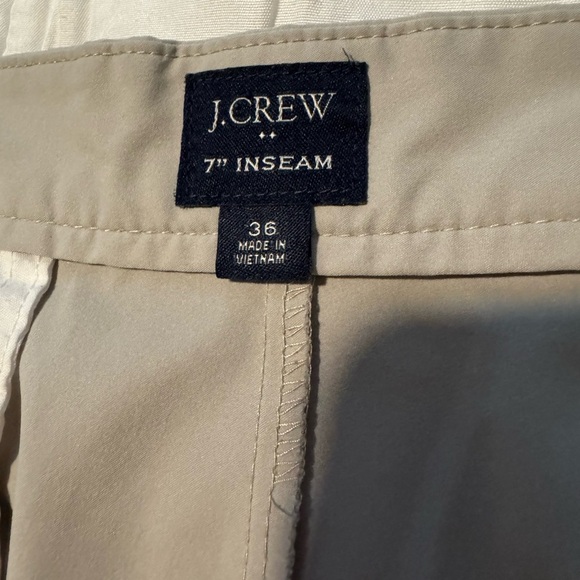 J.CREW
7" INSEAM
36
MADE IN
VIETNAM